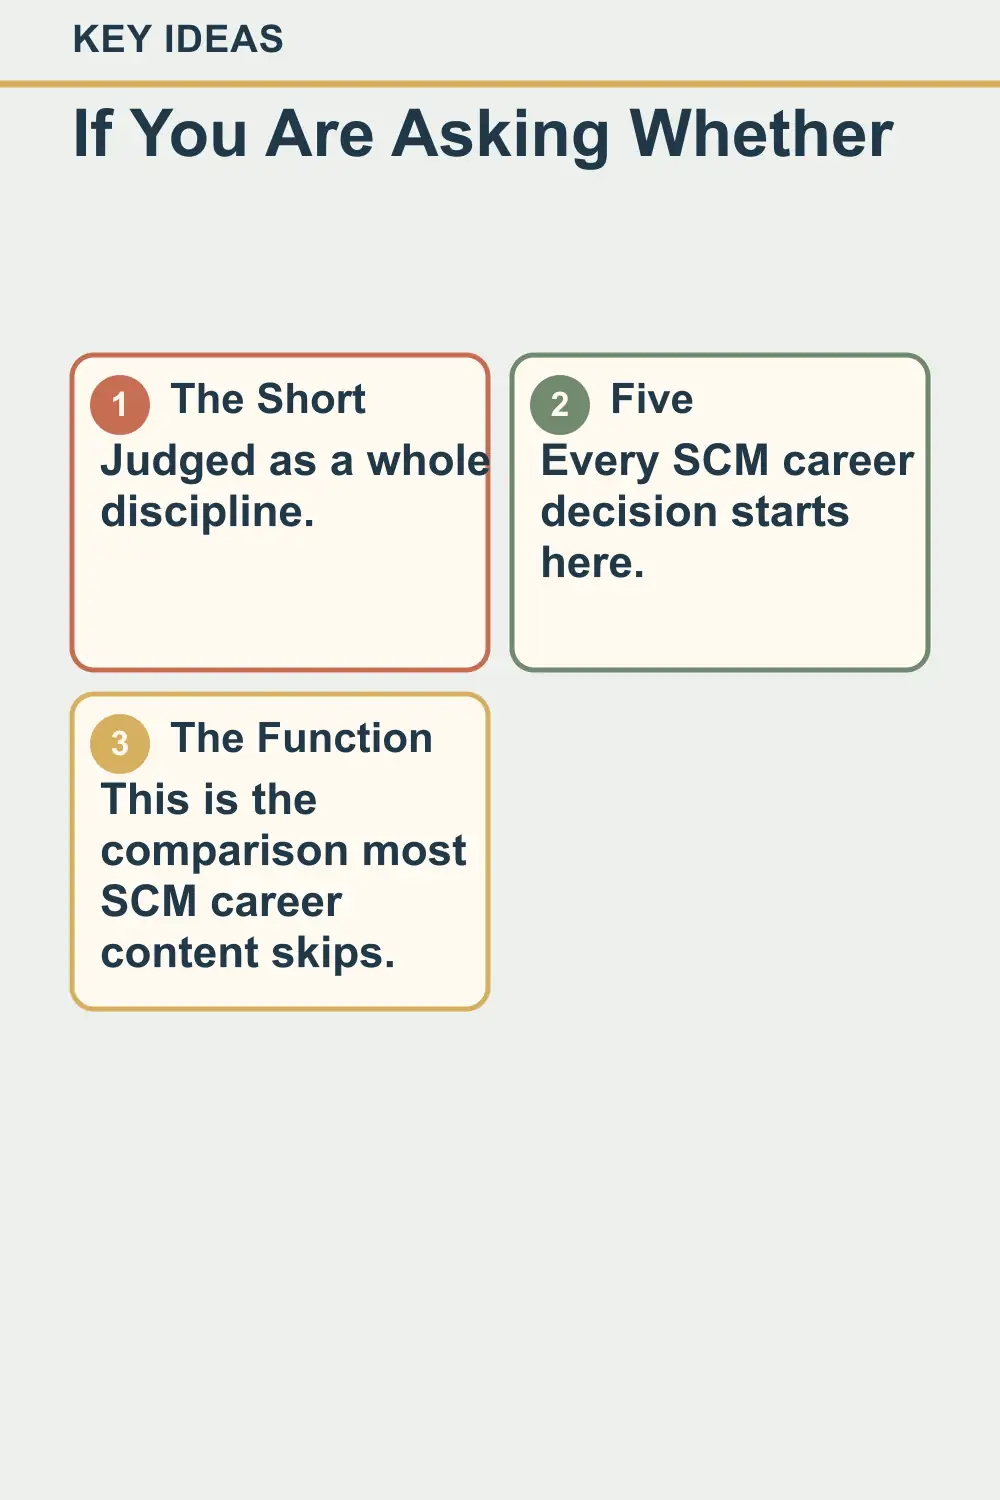 KEY IDEAS
If You Are Asking Whether
1 The Short
Judged as a whole
discipline.
2 Five
Every SCM career
decision starts
here.
3 The Function
This is the
comparison most
SCM career
content skips.